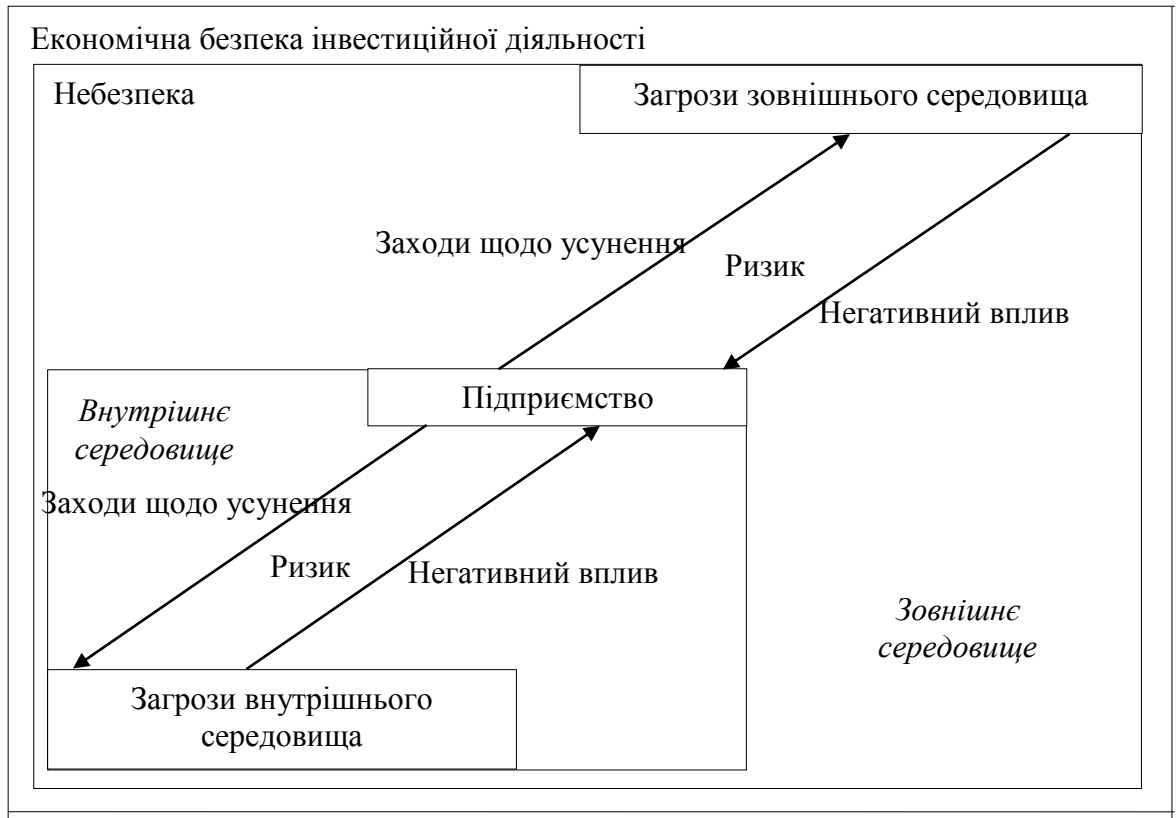 Економічна безпека інвестиційної діяльності
Небезпека
Загрози зовнішнього середовища
Заходи щодо усунення
Ризик
Негативний вплив
Підприємство
Внутрішнє
середовище
Заходи щодо усунення
Ризик
Негативний вплив
Зовнішнє
середовище
Загрози внутрішнього
середовища